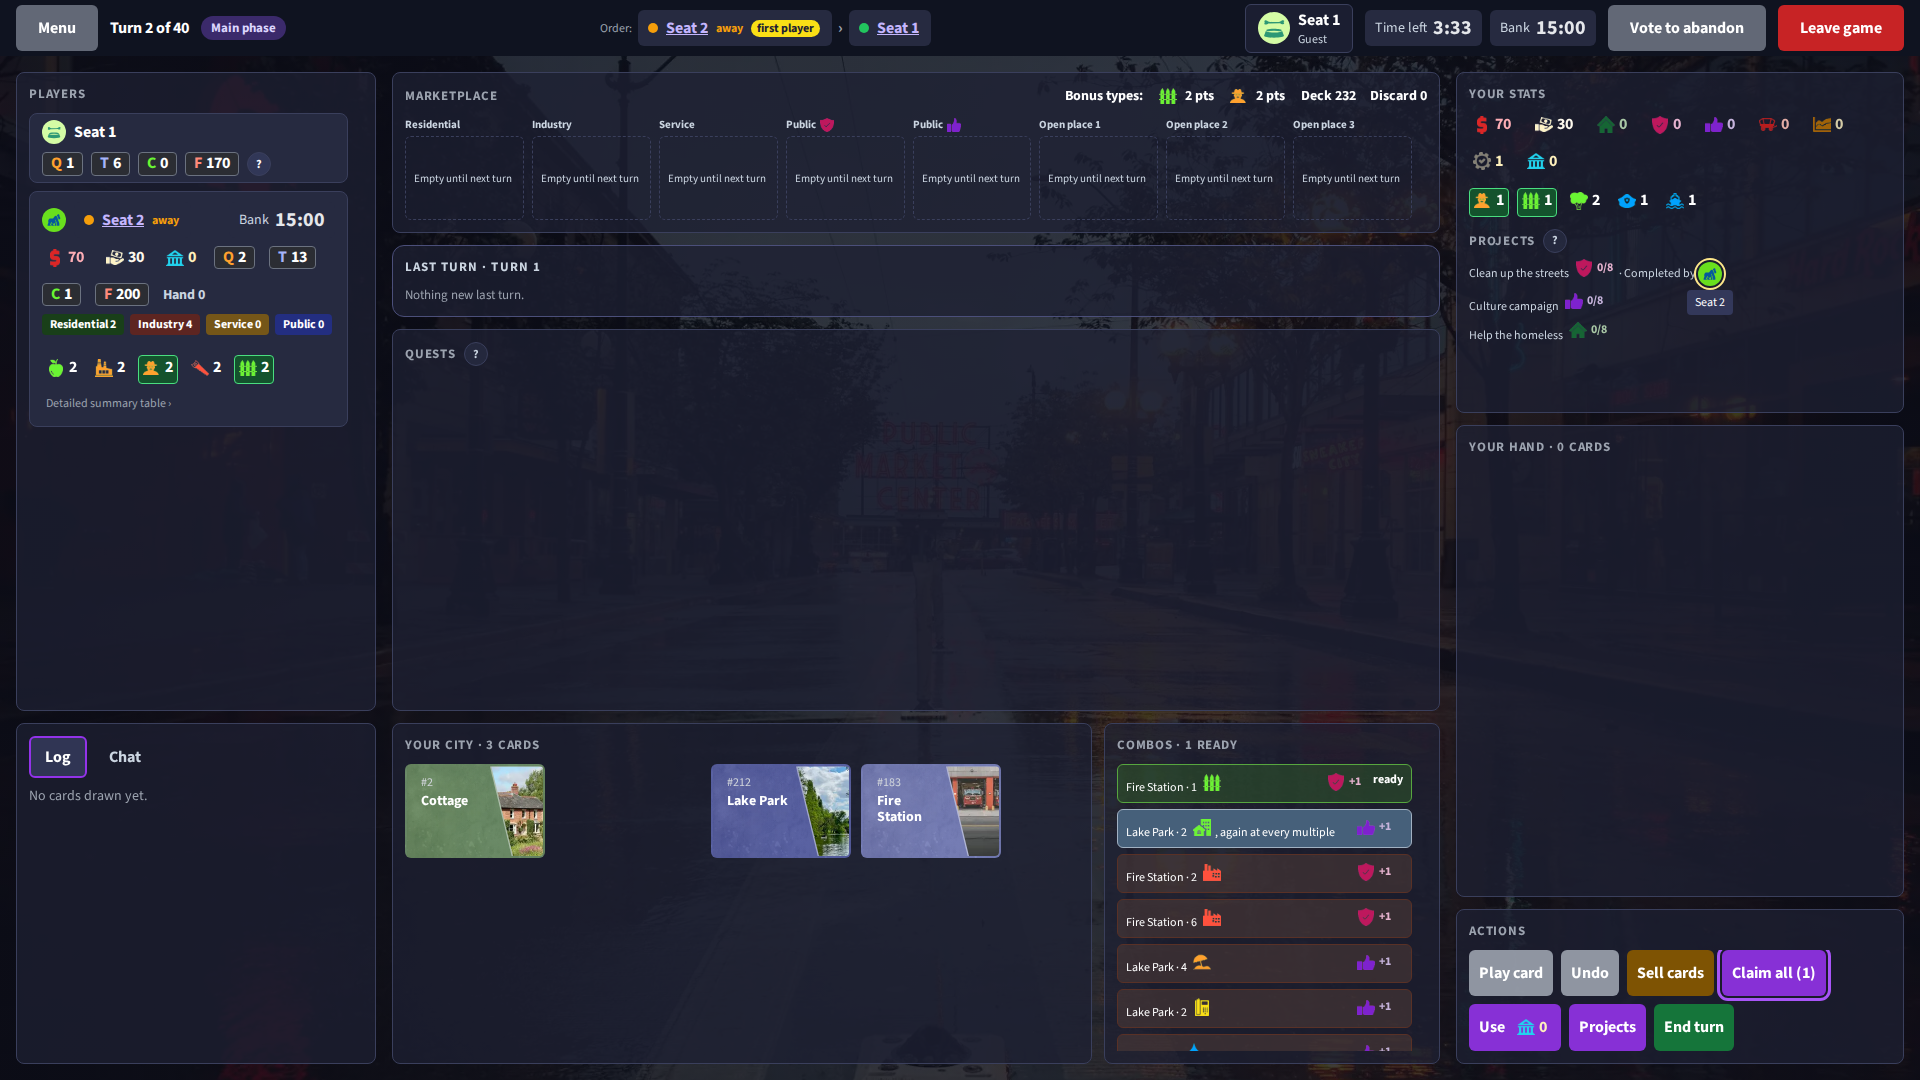 Menu
Turn 2 of 40
Main phase
Order:
Seat 2 away first player
›
Seat 1
Seat 1
Guest
Time left 3:33
Bank 15:00
Vote to abandon
Leave game
PLAYERS
Seat 1
Q 1
T 6
C 0
F 170
?
Seat 2 away
Bank 15:00
70
30
0
Q 2
T 13
C 1
F 200
Hand 0
Residential 2
Industry 4
Service 0
Public 0
2
2
2
2
2
Detailed summary table ›
MARKETPLACE
Bonus types:
2 pts
2 pts
Deck 232
Discard 0
Residential
Industry
Service
Public
Public
Open place 1
Open place 2
Open place 3
Empty until next turn
Empty until next turn
Empty until next turn
Empty until next turn
Empty until next turn
Empty until next turn
Empty until next turn
Empty until next turn
LAST TURN · TURN 1
Nothing new last turn.
QUESTS
?
PUBLIC
MARKET
CENTER
YOUR STATS
70
30
0
0
0
0
0
1
0
1
1
2
1
1
PROJECTS
?
Clean up the streets 0/8 · Completed by
Seat 2
Culture campaign 0/8
Help the homeless 0/8
YOUR HAND · 0 CARDS
Log
Chat
No cards drawn yet.
YOUR CITY · 3 CARDS
#2
Cottage
#212
Lake Park
#183
Fire
Station
COMBOS · 1 READY
Fire Station · 1 +1 ready
Lake Park · 2 , again at every multiple +1
Fire Station · 2 +1
Fire Station · 6 +1
Lake Park · 4 +1
Lake Park · 2 +1
+1
ACTIONS
Play card
Undo
Sell cards
Claim all (1)
Use 0
Projects
End turn